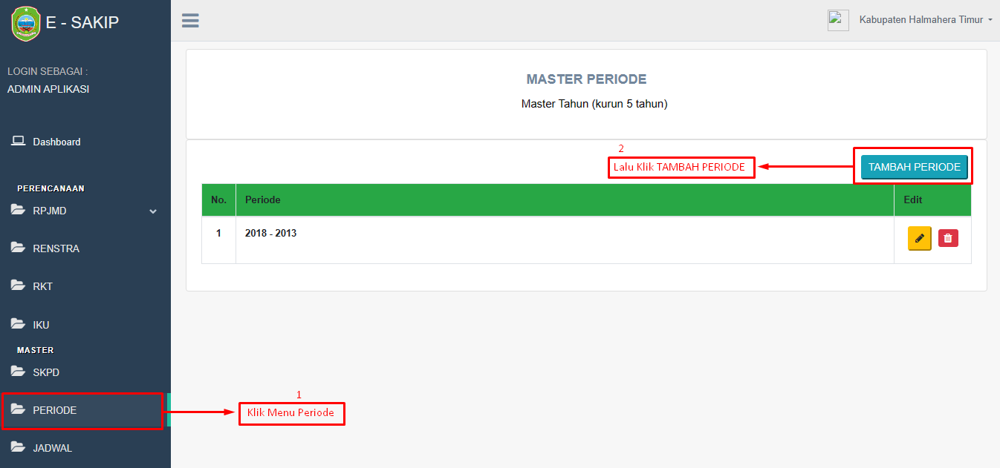 E - SAKIP
Kabupaten Halmahera Timur
LOGIN SEBAGAI :
ADMIN APLIKASI
Dashboard
PERENCANAAN
RPJMD
RENSTRA
RKT
IKU
MASTER
SKPD
PERIODE
JADWAL
MASTER PERIODE
Master Tahun (kurun 5 tahun)
2
Lalu Klik TAMBAH PERIODE
TAMBAH PERIODE
No. Periode Edit
1 2018 - 2013
1
Klik Menu Periode